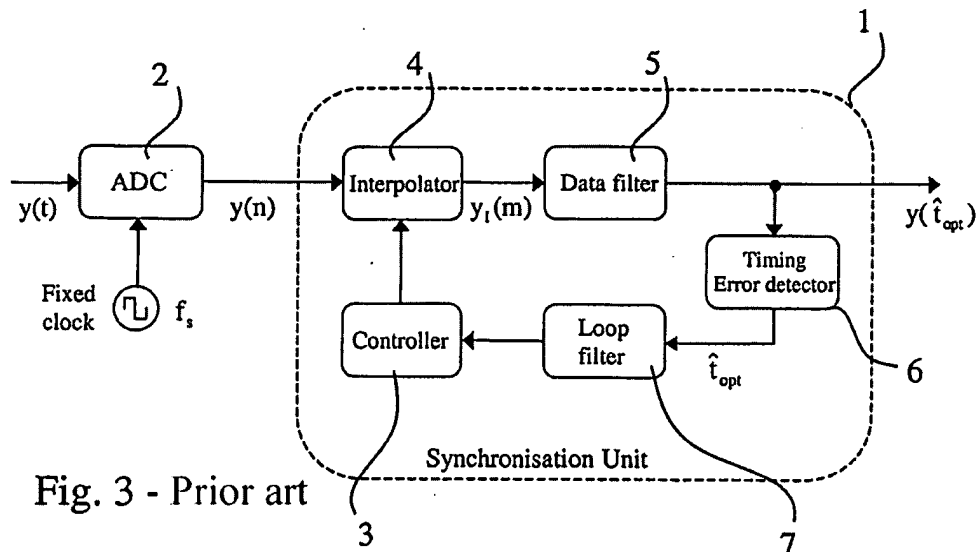 1
2
4
5
ADC
Interpolator
Data filter
y(t)
y(n)
y_I(m)
y(t̂_opt)
Timing
Error detector
Fixed
clock
f_s
Controller
Loop
filter
t̂_opt
6
Synchronisation Unit
Fig. 3 - Prior art
3
7